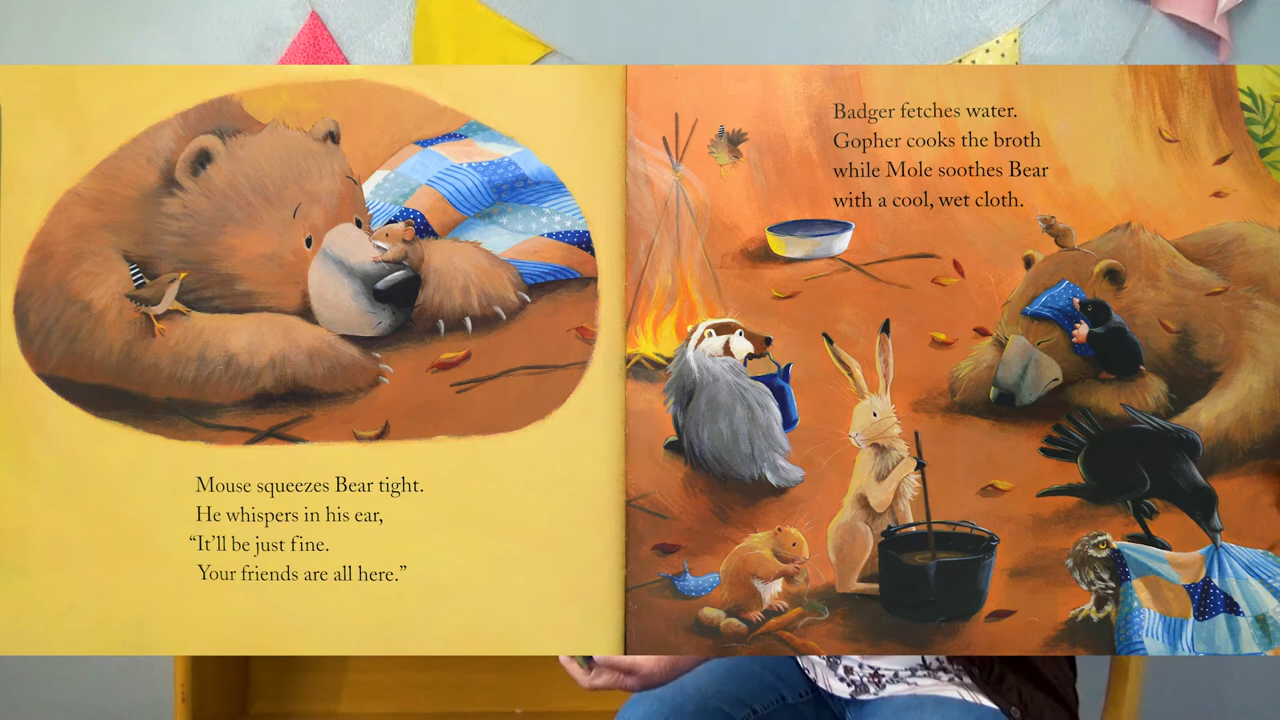 Mouse squeezes Bear tight.
He whispers in his ear,
“It’ll be just fine.
Your friends are all here.”
Badger fetches water.
Gopher cooks the broth
while Mole soothes Bear
with a cool, wet cloth.